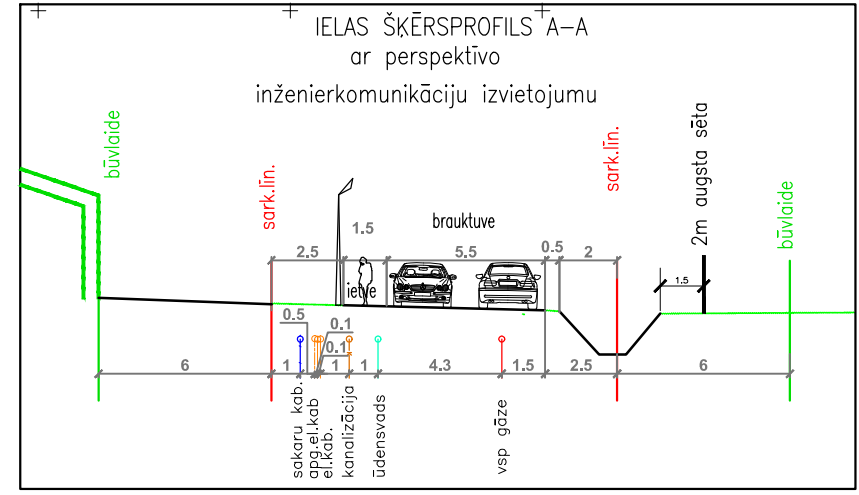 IELAS ŠĶĒRSPROFILS A–A
ar perspektīvo
inženierkomunikāciju izvietojumu
būvlaide
sark.līn.
sark.līn.
2m augsta sēta
būvlaide
brauktuve
1.5
2.5
5.5
0.5
2
1.5
ietve
0.5
0.1
0.1
6
1
1
1
4.3
1.5
2.5
6
sakaru kab.
apg.el.kab
el.kab.
kanalizācija
ūdensvads
vsp gāze